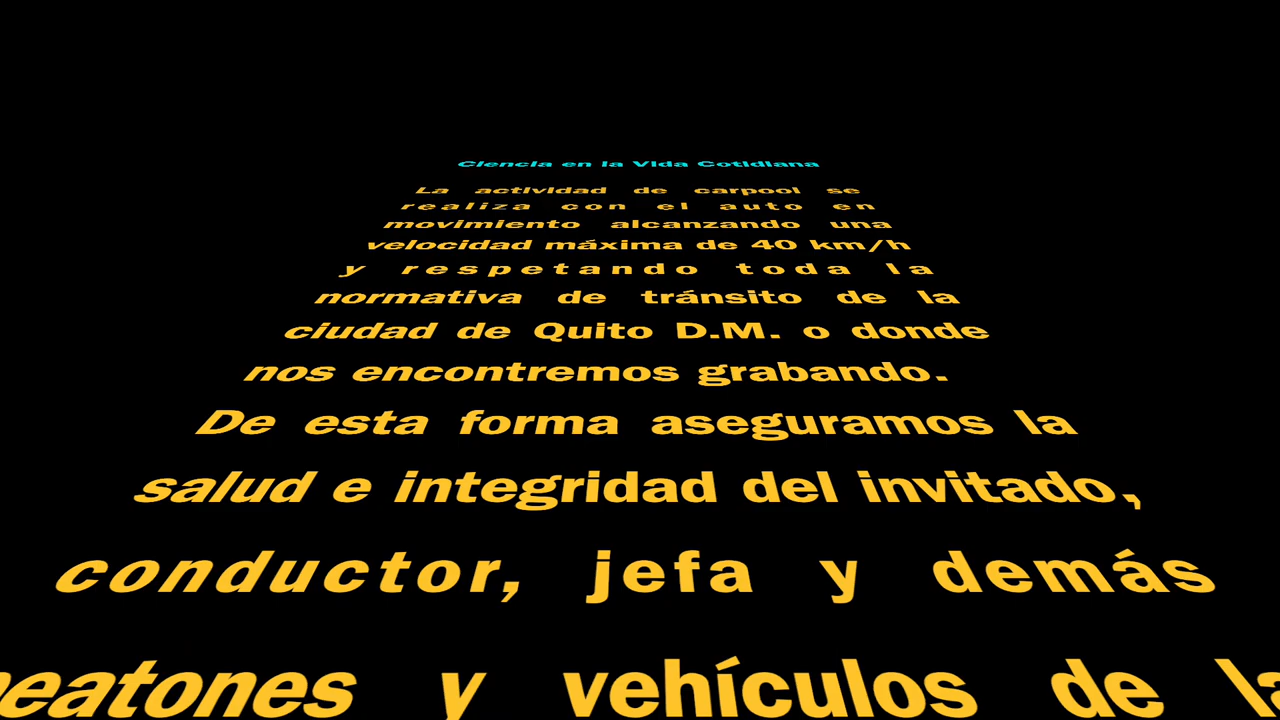 Ciencia en la Vida Cotidiana
La actividad de carpool se
realiza con el auto en
movimiento alcanzando una
velocidad máxima de 40 km/h
y respetando toda la
normativa de tránsito de la
ciudad de Quito D.M. o donde
nos encontremos grabando.
De esta forma aseguramos la
salud e integridad del invitado,
conductor, jefa y demás
peatones y vehículos de la